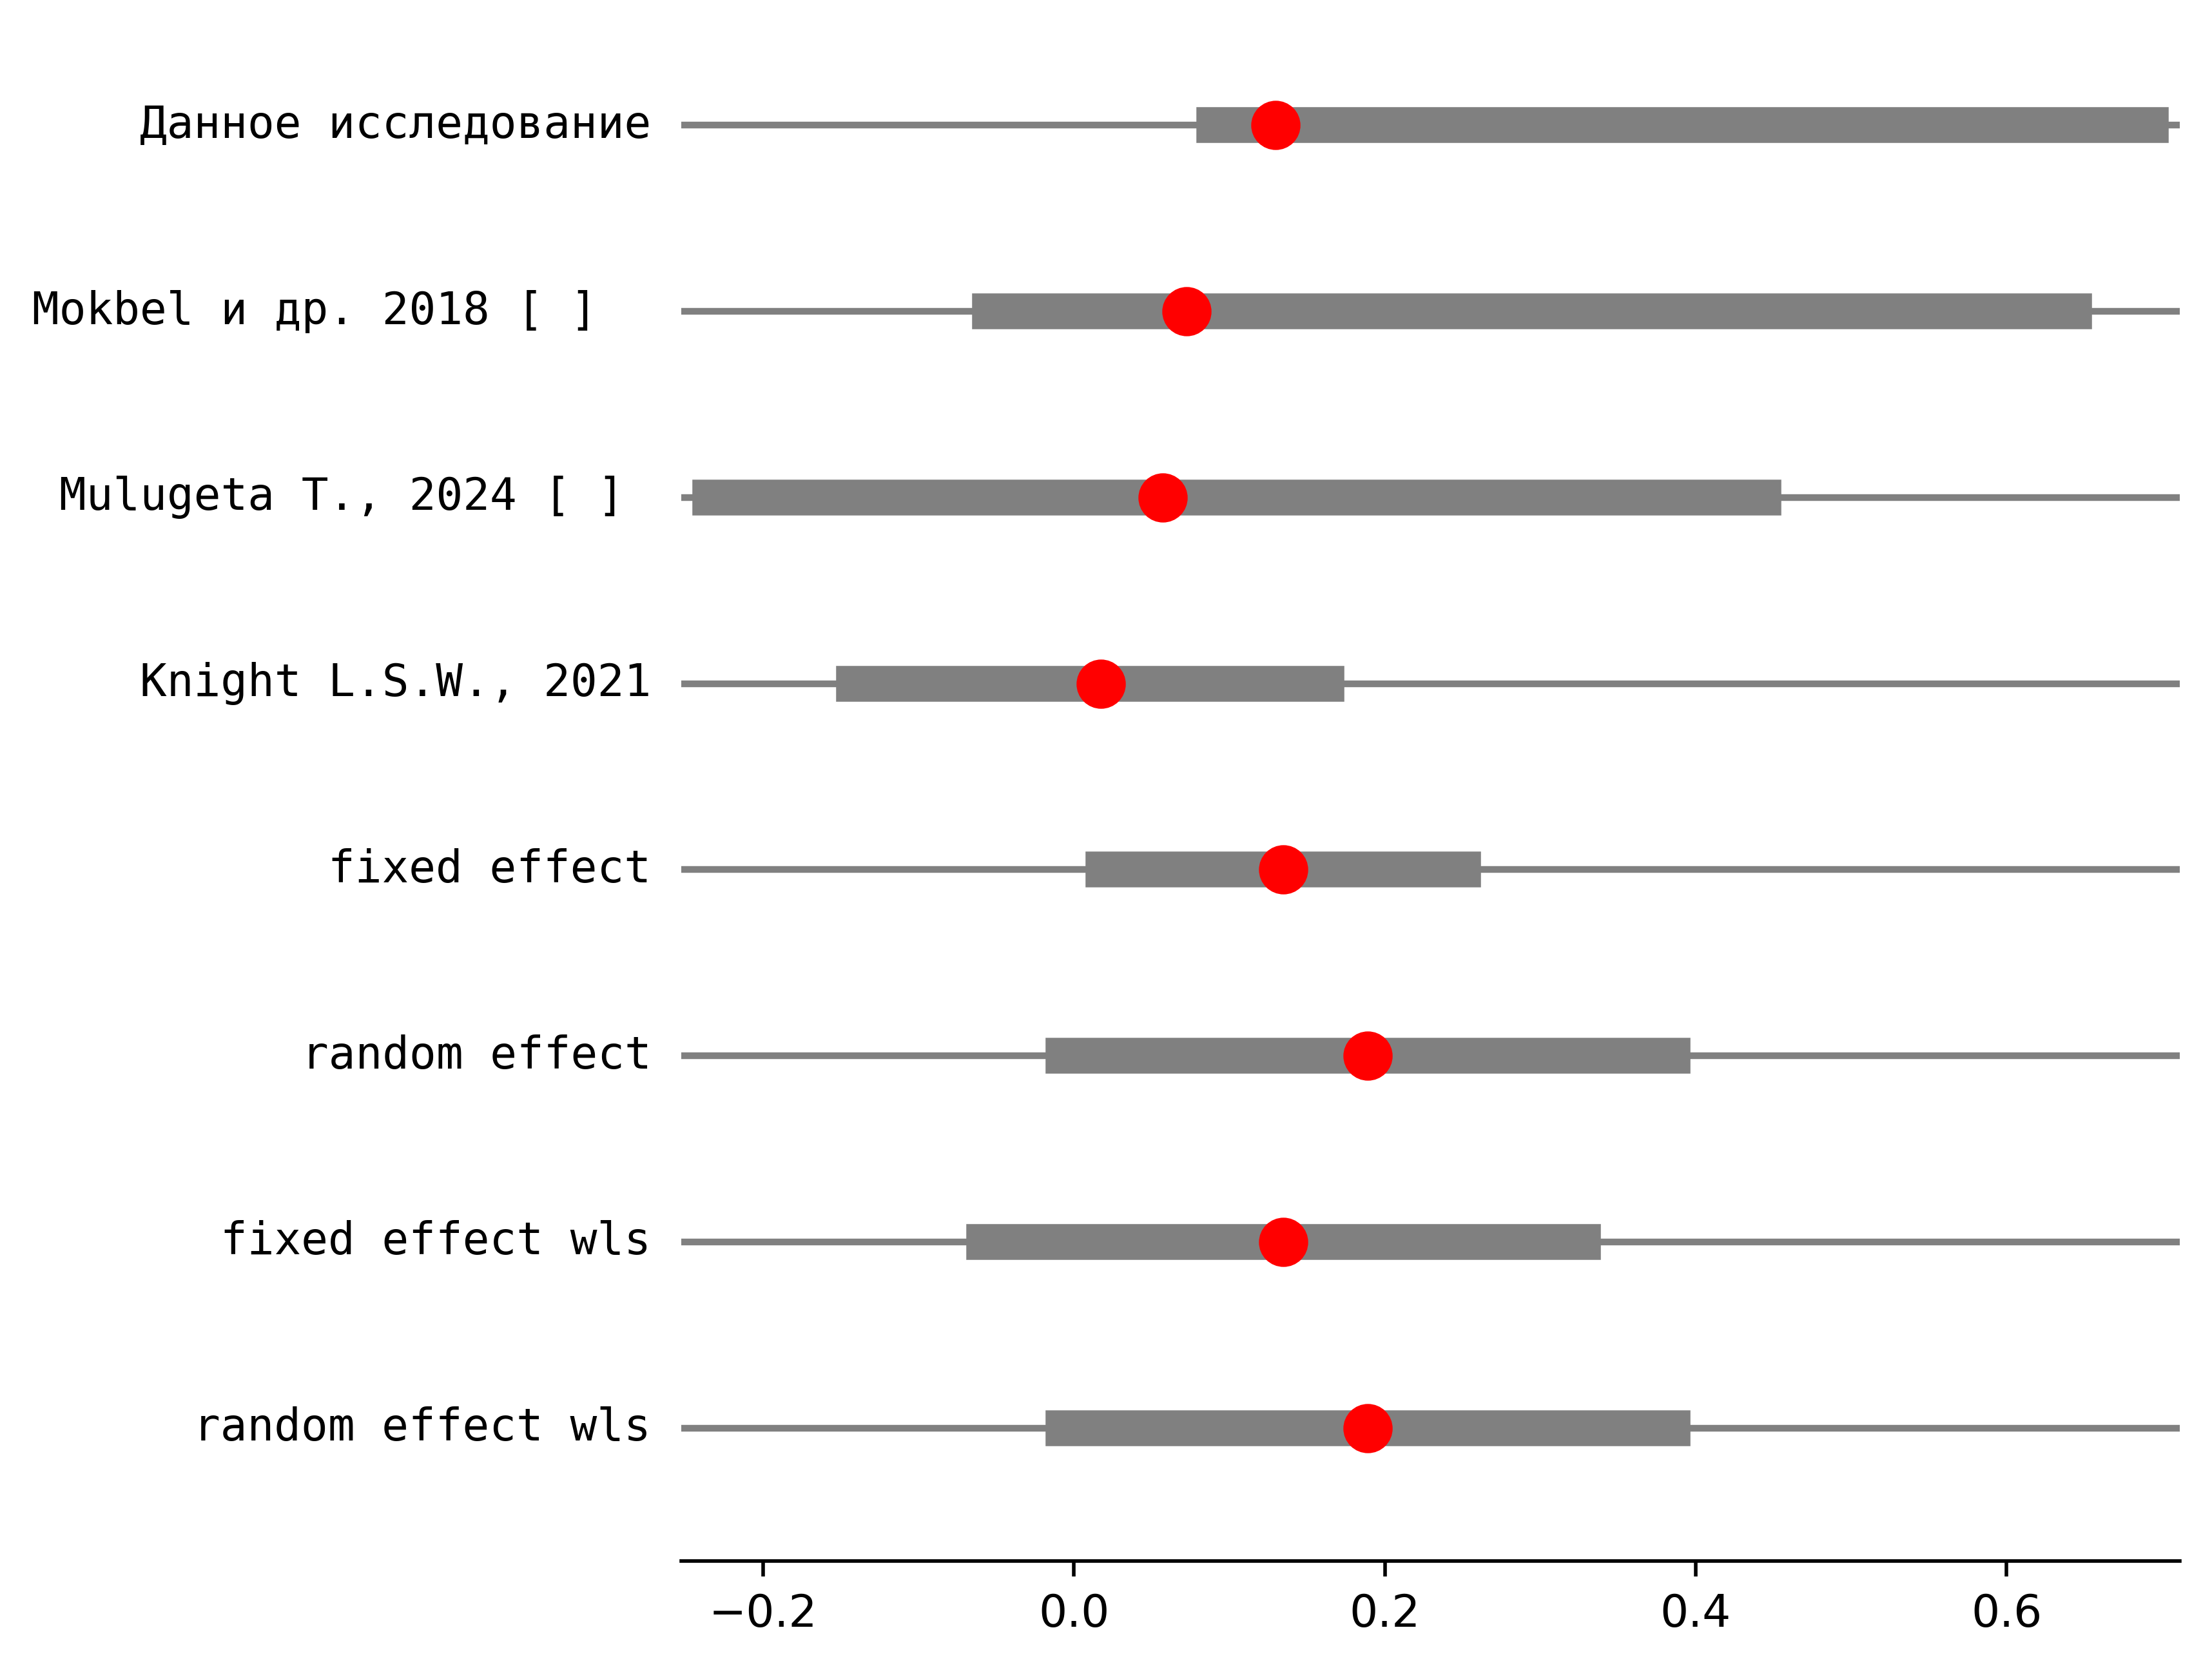 Данное исследование
Mokbel и др. 2018 [ ]
Mulugeta T., 2024 [ ]
Knight L.S.W., 2021
fixed effect
random effect
fixed effect wls
random effect wls
−0.2 0.0 0.2 0.4 0.6